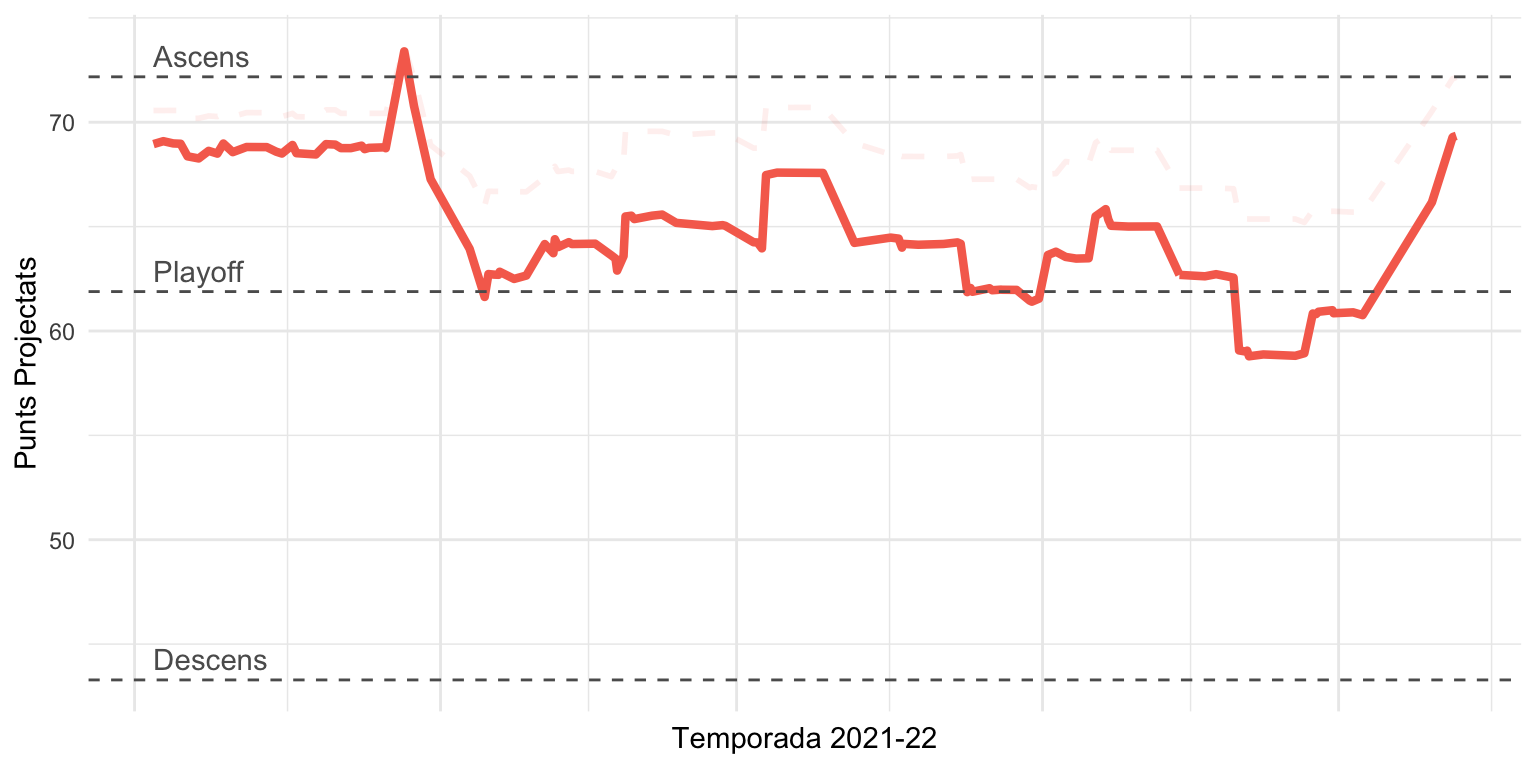 Ascens
70
Playoff
60
50
Descens
Punts Projectats
Temporada 2021-22